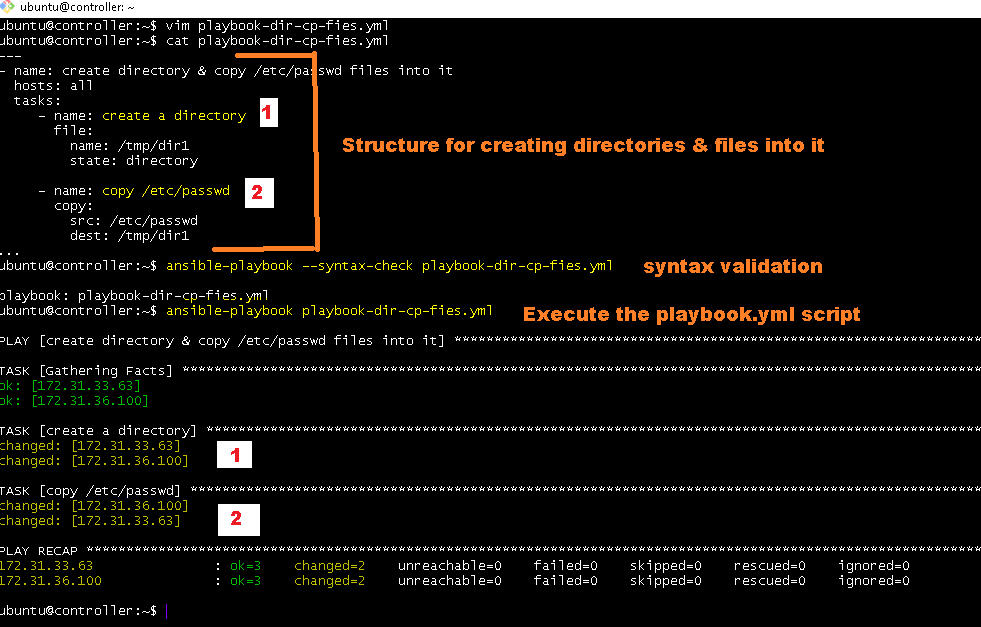 ubuntu@controller: ~
ubuntu@controller:~$ vim playbook-dir-cp-fies.yml
ubuntu@controller:~$ cat playbook-dir-cp-fies.yml
---
- name: create directory & copy /etc/passwd files into it
  hosts: all
  tasks:
     - name: create a directory 1
       file:
         name: /tmp/dir1
         state: directory
Structure for creating directories & files into it
     - name: copy /etc/passwd 2
       copy:
         src: /etc/passwd
         dest: /tmp/dir1
...
ubuntu@controller:~$ ansible-playbook --syntax-check playbook-dir-cp-fies.yml syntax validation
playbook: playbook-dir-cp-fies.yml
ubuntu@controller:~$ ansible-playbook playbook-dir-cp-fies.yml Execute the playbook.yml script
PLAY [create directory & copy /etc/passwd files into it] ******************************************************************
TASK [Gathering Facts] ****************************************************************************************************
ok: [172.31.33.63]
ok: [172.31.36.100]
TASK [create a directory] *************************************************************************************************
changed: [172.31.33.63]
changed: [172.31.36.100] 1
TASK [copy /etc/passwd] ***************************************************************************************************
changed: [172.31.36.100]
changed: [172.31.33.63] 2
PLAY RECAP ****************************************************************************************************************
172.31.33.63               : ok=3    changed=2    unreachable=0    failed=0    skipped=0    rescued=0    ignored=0
172.31.36.100              : ok=3    changed=2    unreachable=0    failed=0    skipped=0    rescued=0    ignored=0
ubuntu@controller:~$